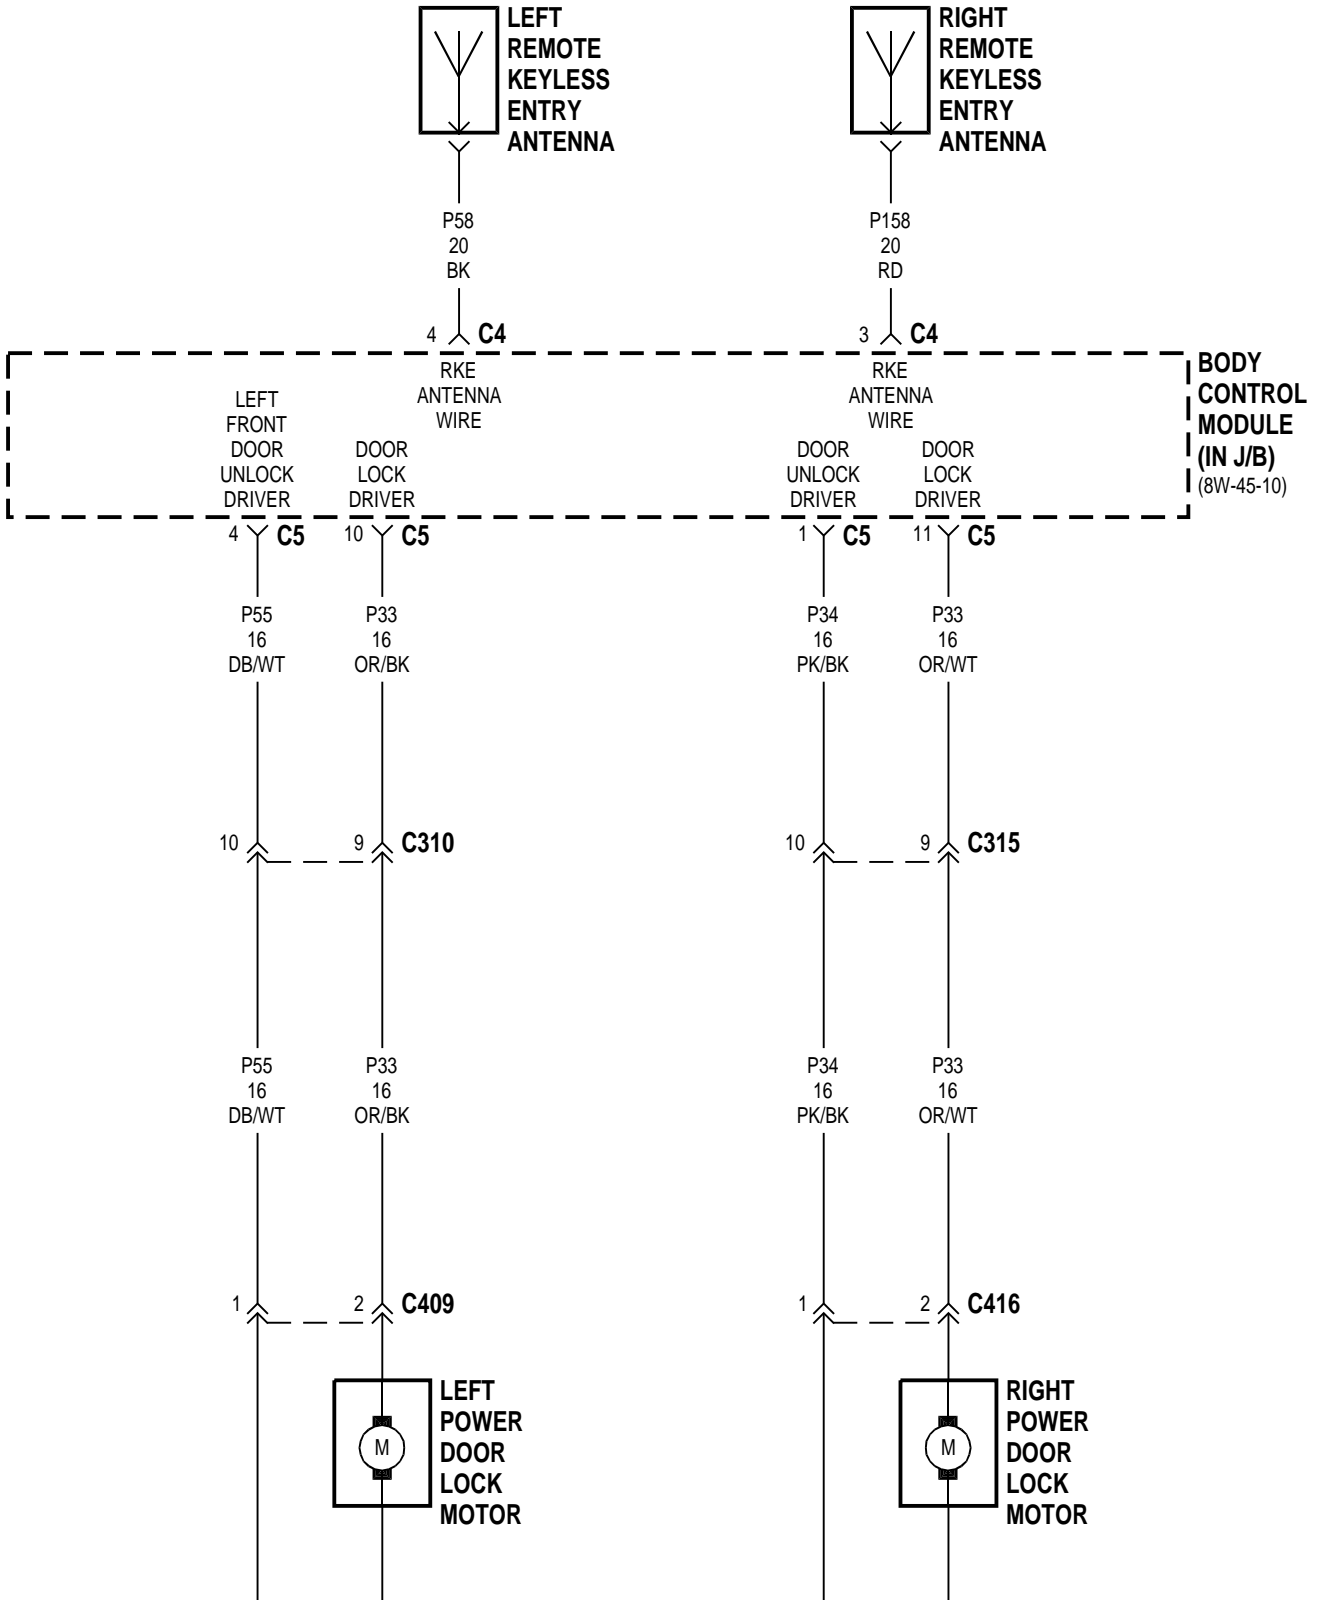 LEFT
REMOTE
KEYLESS
ENTRY
ANTENNA
RIGHT
REMOTE
KEYLESS
ENTRY
ANTENNA
P58
20
BK
P158
20
RD
4 C4
3 C4
BODY
CONTROL
MODULE
(IN J/B)
(8W-45-10)
RKE
ANTENNA
WIRE
RKE
ANTENNA
WIRE
LEFT
FRONT
DOOR
UNLOCK
DRIVER
DOOR
LOCK
DRIVER
DOOR
UNLOCK
DRIVER
DOOR
LOCK
DRIVER
4 C5
10 C5
1 C5
11 C5
P55
16
DB/WT
P33
16
OR/BK
P34
16
PK/BK
P33
16
OR/WT
10
9 C310
10
9 C315
P55
16
DB/WT
P33
16
OR/BK
P34
16
PK/BK
P33
16
OR/WT
1
2 C409
1
2 C416
M
LEFT
POWER
DOOR
LOCK
MOTOR
M
RIGHT
POWER
DOOR
LOCK
MOTOR